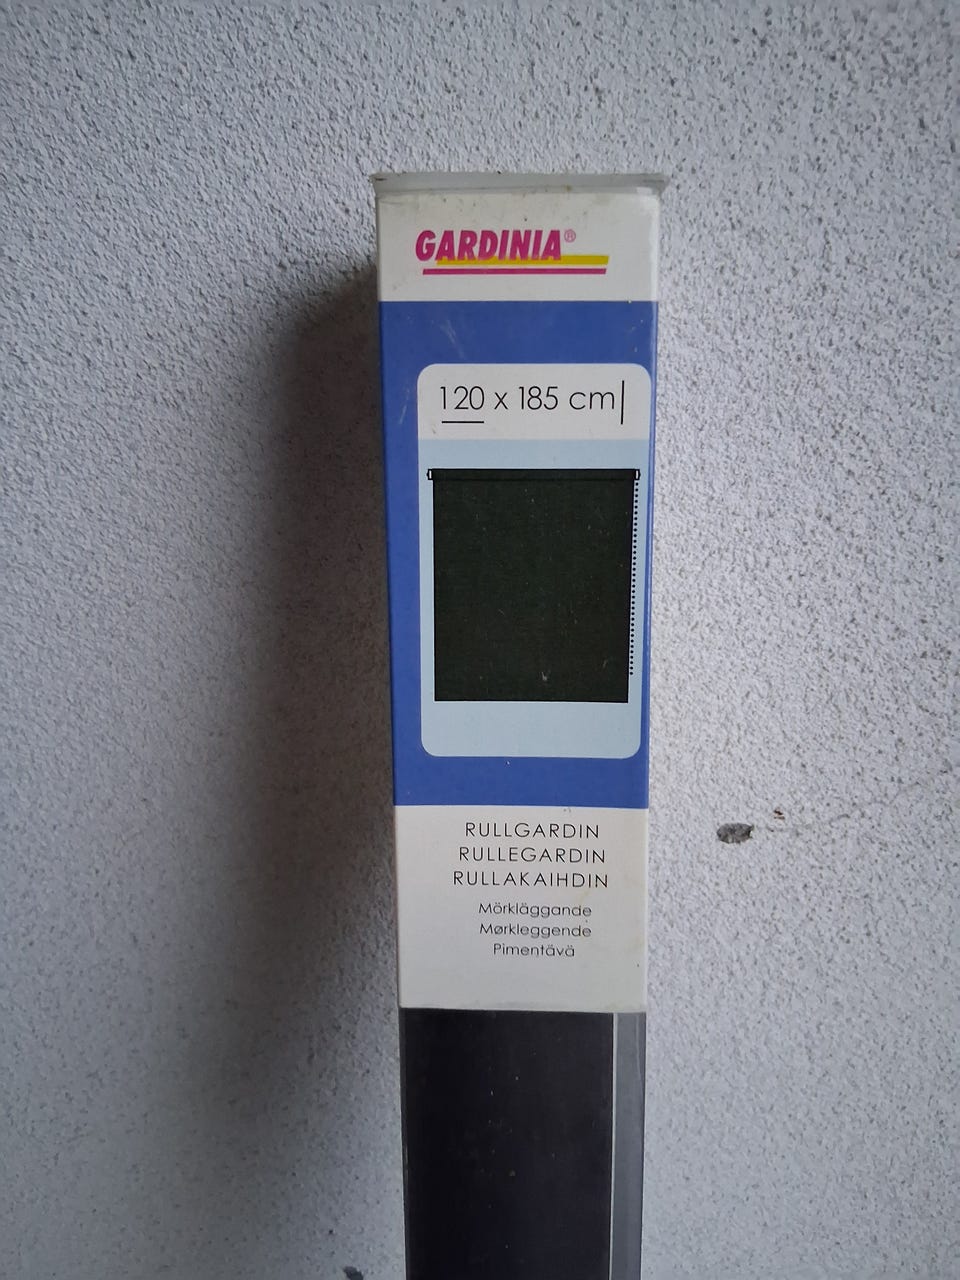 GARDINIA®
120 x 185 cm
RULLGARDIN
RULLEGARDIN
RULLAKAIHDIN
Mörkläggande
Mørkleggende
Pimentävä